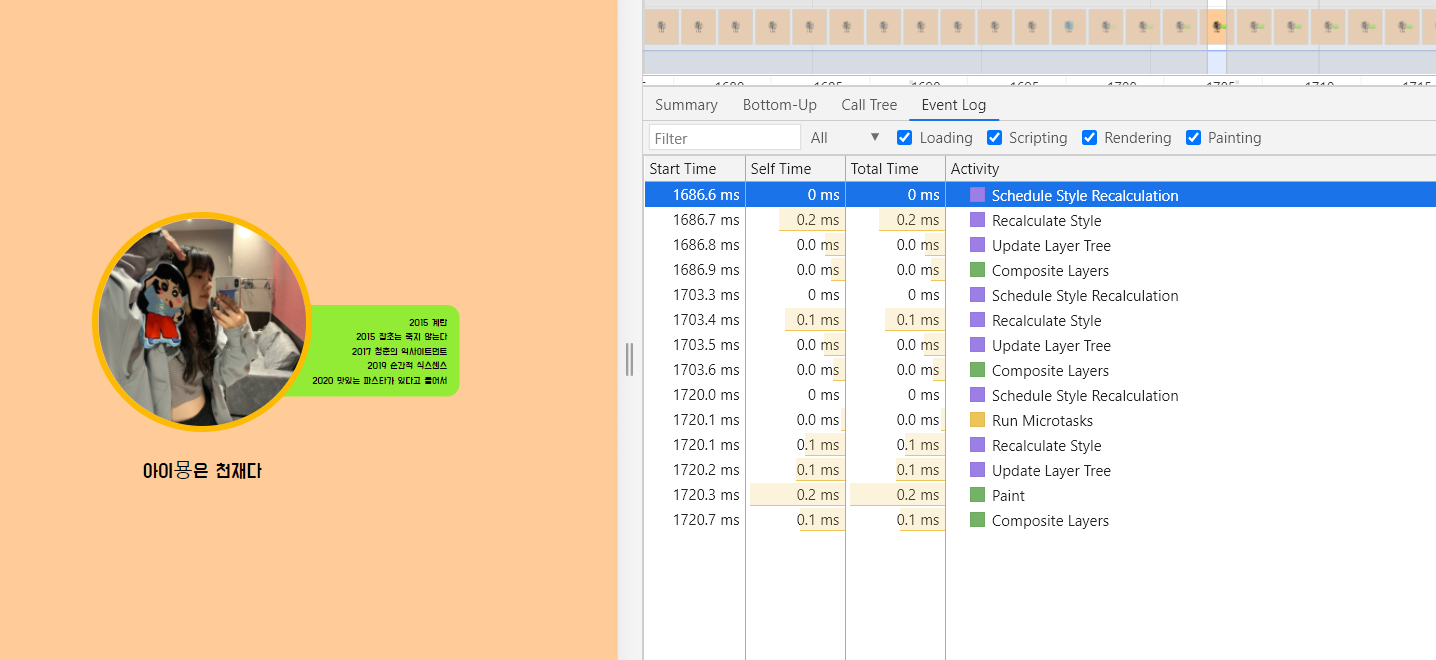 2015 계란
2015 잡초는 죽지 않는다
2017 청춘의 익사이트먼트
2019 순간적 식스센스
2020 맛있는 파스타가 있다고 들어서
아이묭은 천재다
1680 1685 1690 1695 1700 1705 1710 1715
Summary Bottom-Up Call Tree Event Log
Filter All ▼ Loading Scripting Rendering Painting
Start Time Self Time Total Time Activity
1686.6 ms 0 ms 0 ms Schedule Style Recalculation
1686.7 ms 0.2 ms 0.2 ms Recalculate Style
1686.8 ms 0.0 ms 0.0 ms Update Layer Tree
1686.9 ms 0.0 ms 0.0 ms Composite Layers
1703.3 ms 0 ms 0 ms Schedule Style Recalculation
1703.4 ms 0.1 ms 0.1 ms Recalculate Style
1703.5 ms 0.0 ms 0.0 ms Update Layer Tree
1703.6 ms 0.0 ms 0.0 ms Composite Layers
1720.0 ms 0 ms 0 ms Schedule Style Recalculation
1720.1 ms 0.0 ms 0.0 ms Run Microtasks
1720.1 ms 0.1 ms 0.1 ms Recalculate Style
1720.2 ms 0.1 ms 0.1 ms Update Layer Tree
1720.3 ms 0.2 ms 0.2 ms Paint
1720.7 ms 0.1 ms 0.1 ms Composite Layers